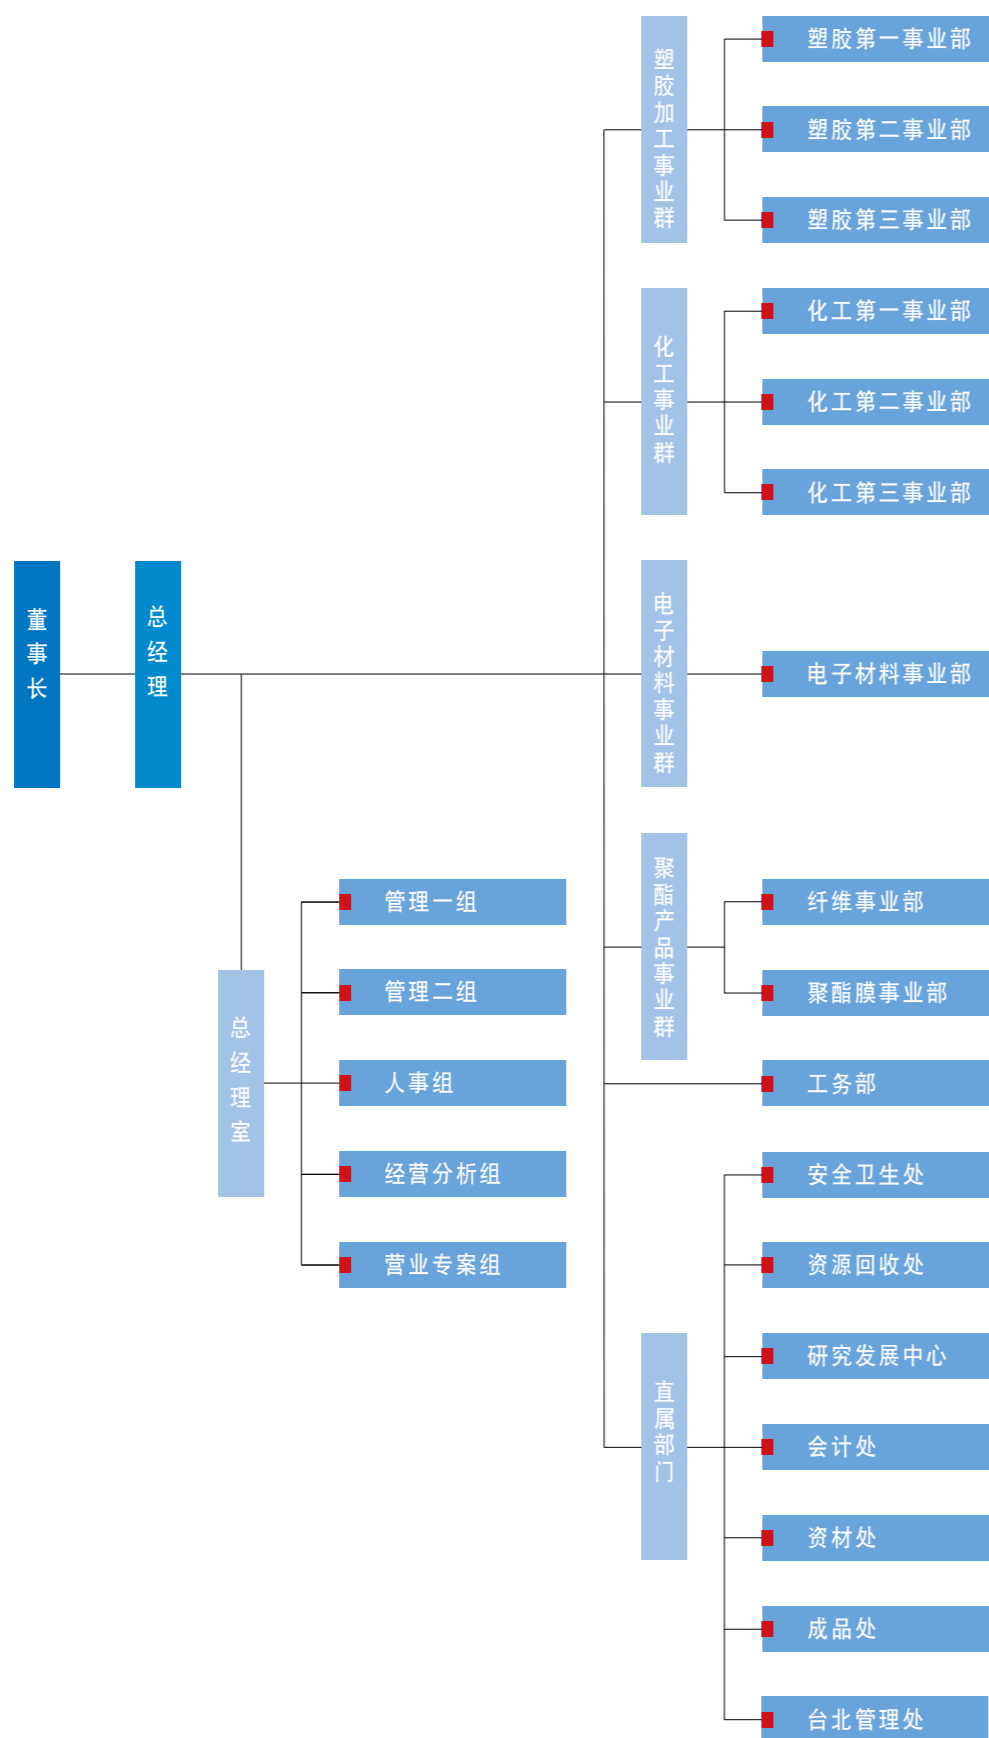 董事长
总经理
总经理室
管理一组
管理二组
人事组
经营分析组
营业专案组
塑胶加工事业群
塑胶第一事业部
塑胶第二事业部
塑胶第三事业部
化工事业群
化工第一事业部
化工第二事业部
化工第三事业部
电子材料事业群
电子材料事业部
聚酯产品事业群
纤维事业部
聚酯膜事业部
工务部
直属部门
安全卫生处
资源回收处
研究发展中心
会计处
资材处
成品处
台北管理处